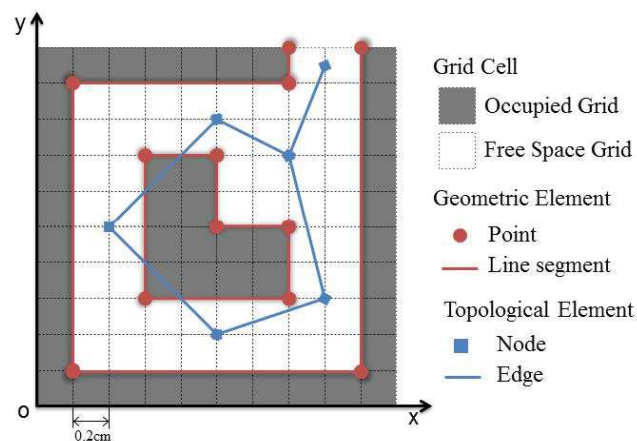 y
Grid Cell
Occupied Grid
Free Space Grid
Geometric Element
Point
Line segment
Topological Element
Node
Edge
o
x
0.2cm